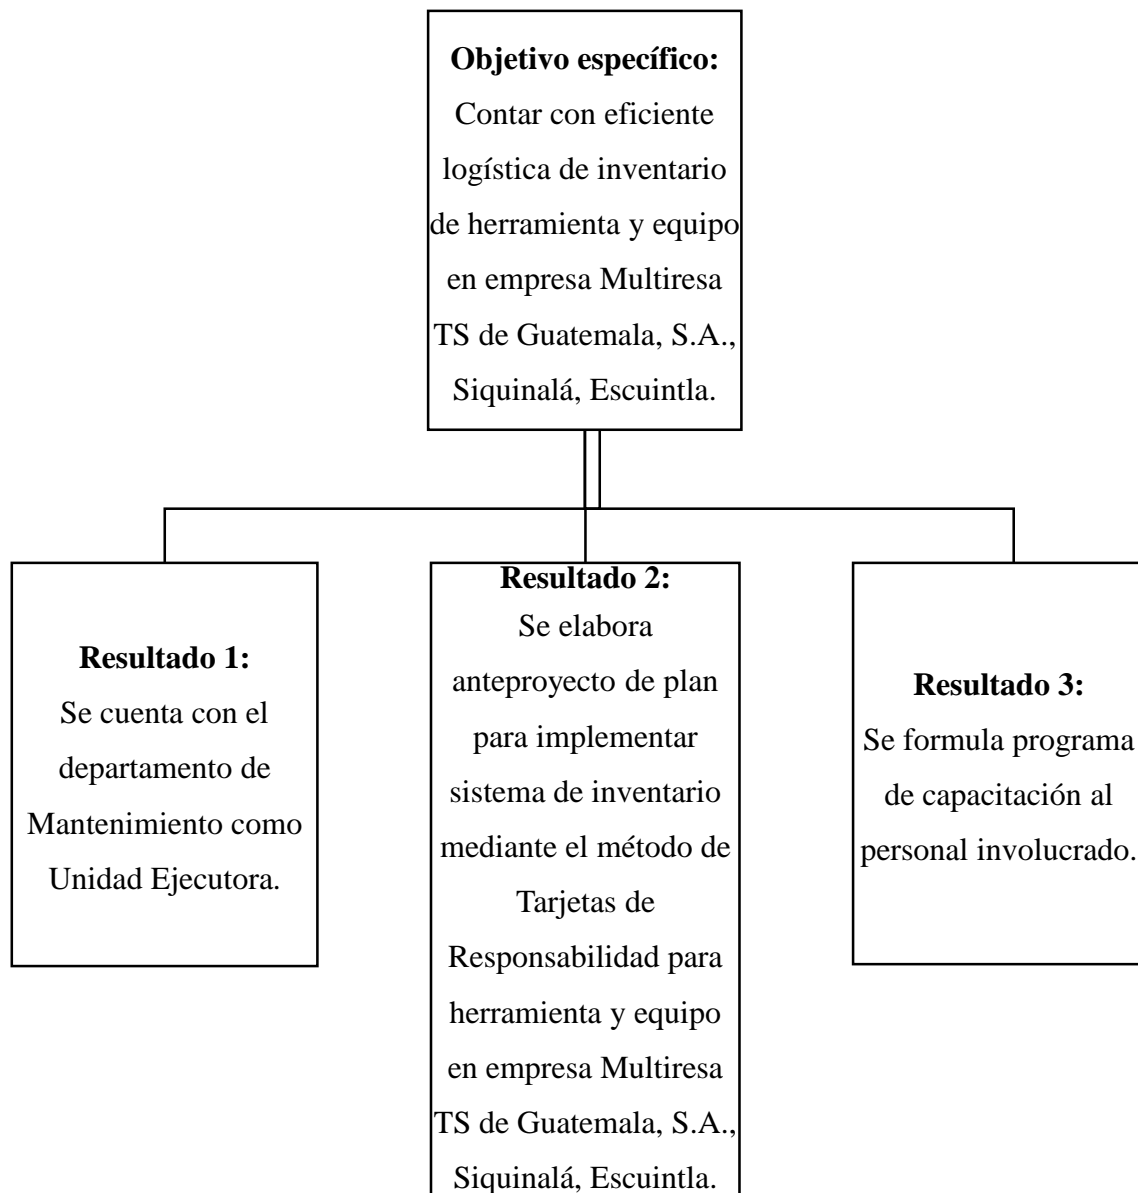 Objetivo específico:
Contar con eficiente
logística de inventario
de herramienta y equipo
en empresa Multiresa
TS de Guatemala, S.A.,
Siquinalá, Escuintla.
Resultado 1:
Se cuenta con el
departamento de
Mantenimiento como
Unidad Ejecutora.
Resultado 2:
Se elabora
anteproyecto de plan
para implementar
sistema de inventario
mediante el método de
Tarjetas de
Responsabilidad para
herramienta y equipo
en empresa Multiresa
TS de Guatemala, S.A.,
Siquinalá, Escuintla.
Resultado 3:
Se formula programa
de capacitación al
personal involucrado.